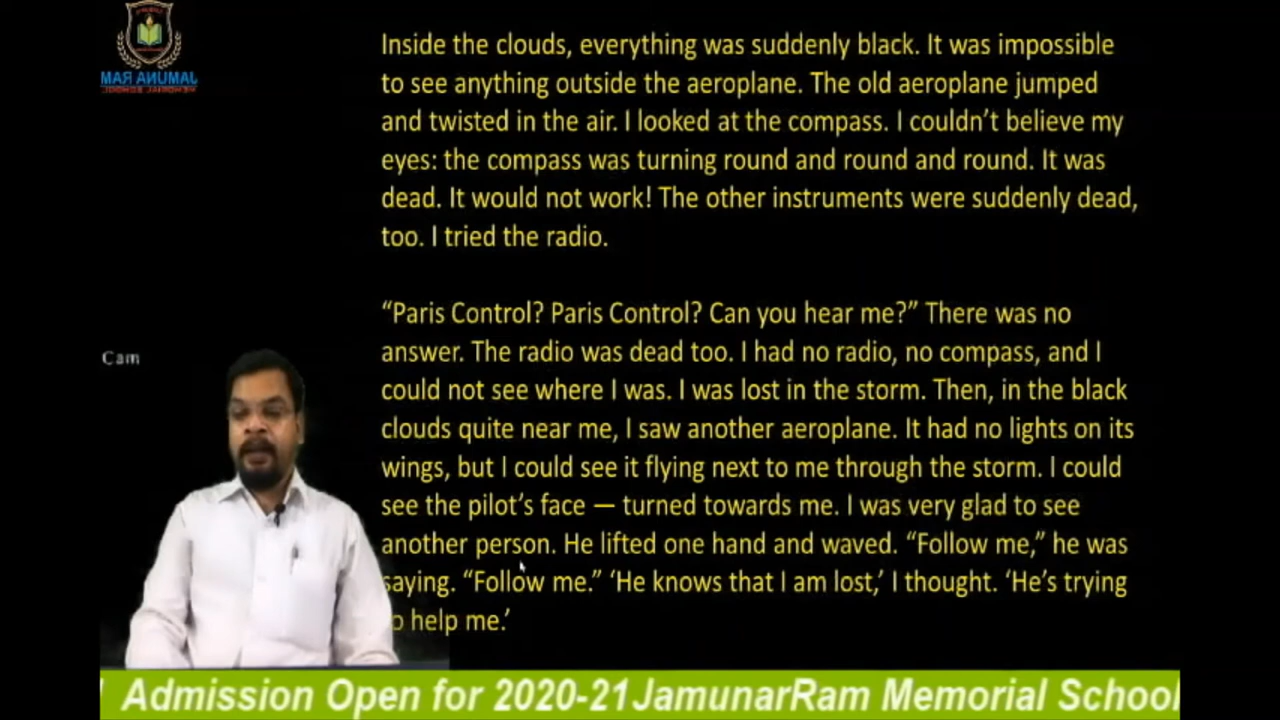 JAMUNA RAM
Inside the clouds, everything was suddenly black. It was impossible
to see anything outside the aeroplane. The old aeroplane jumped
and twisted in the air. I looked at the compass. I couldn’t believe my
eyes: the compass was turning round and round and round. It was
dead. It would not work! The other instruments were suddenly dead,
too. I tried the radio.
“Paris Control? Paris Control? Can you hear me?” There was no
answer. The radio was dead too. I had no radio, no compass, and I
could not see where I was. I was lost in the storm. Then, in the black
clouds quite near me, I saw another aeroplane. It had no lights on its
wings, but I could see it flying next to me through the storm. I could
see the pilot’s face — turned towards me. I was very glad to see
another person. He lifted one hand and waved. “Follow me,” he was
saying. “Follow me.” ‘He knows that I am lost,’ I thought. ‘He’s trying
o help me.’
Cam
Admission Open for 2020-21 JamunarRam Memorial School